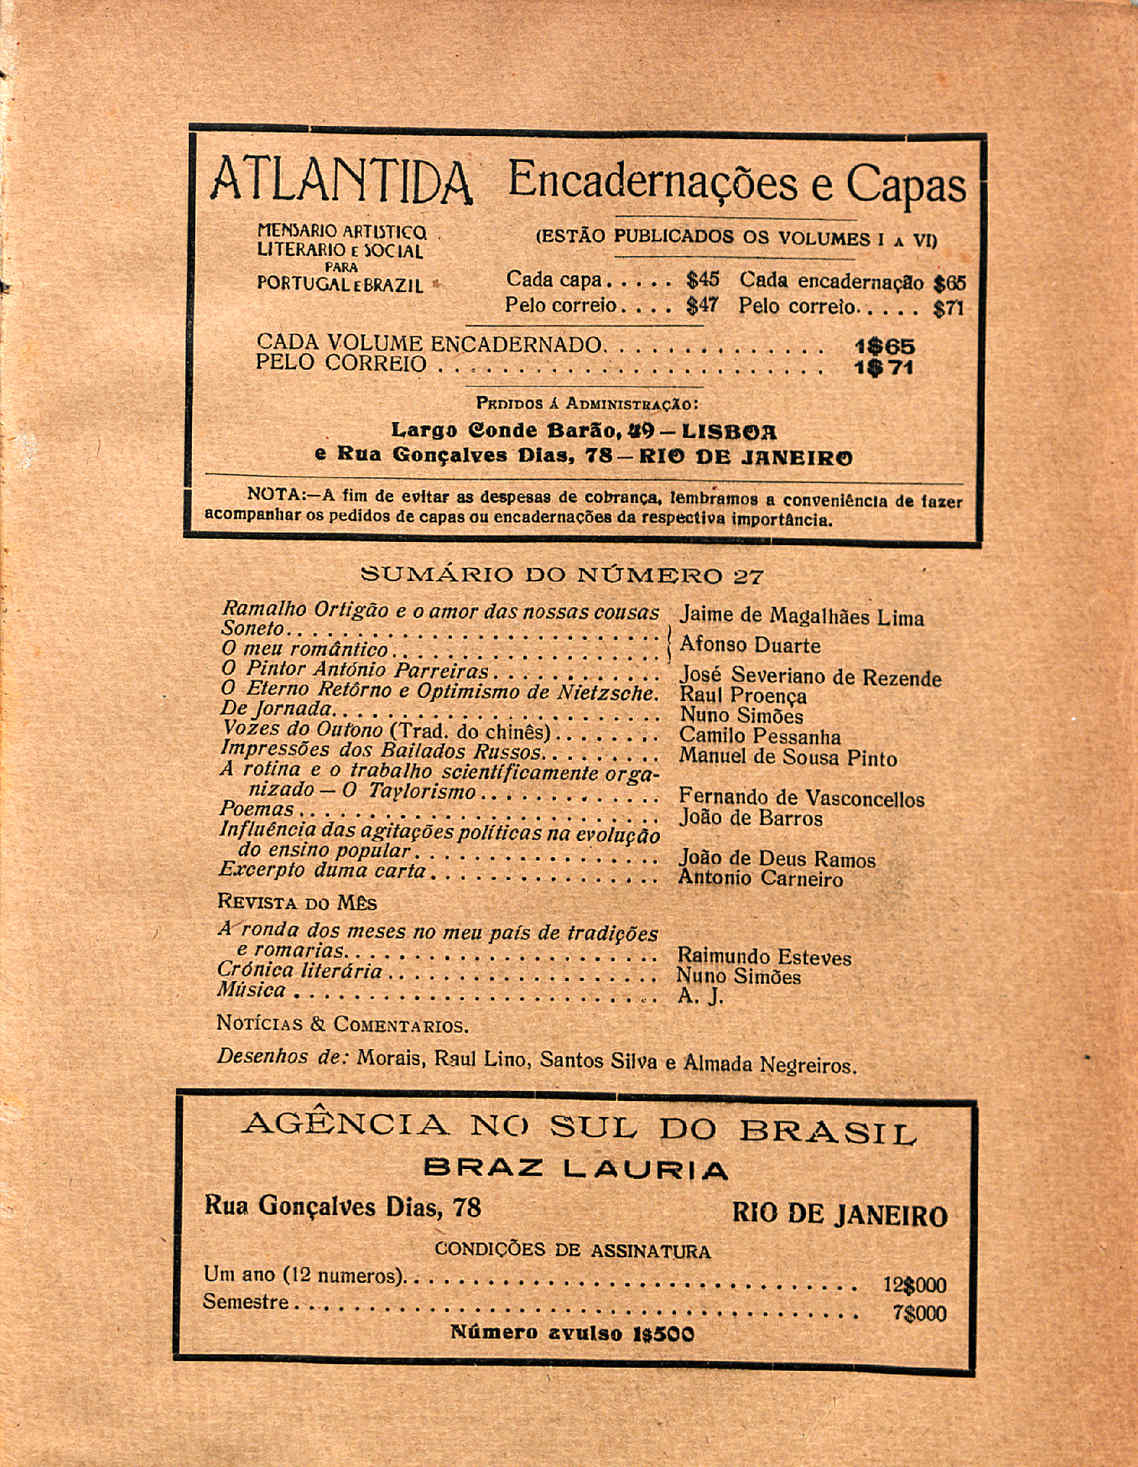 ATLANTIDA Encadernações e Capas
MENSARIO ARTISTICO
LITERARIO E SOCIAL
PARA
PORTUGAL E BRAZIL
(ESTÃO PUBLICADOS OS VOLUMES I A VI)
Cada capa. . . . . $45 Cada encadernação $65
Pelo correio. . . . $47 Pelo correio. . . . . $71
CADA VOLUME ENCADERNADO. . . . . . . . . . . . . . 1$65
PELO CORREIO . . . . . . . . . . . . . . . . . . . . . . . . 1$71
PEDIDOS Á ADMINISTRAÇÃO:
Largo Conde Barão, 49 — LISBOA
e Rua Gonçalves Dias, 78 — RIO DE JANEIRO
NOTA:—A fim de evitar as despesas de cobrança, lembramos a conveniência de fazer
acompanhar os pedidos de capas ou encadernações da respectiva importância.
SUMÁRIO DO NÚMERO 27
Ramalho Ortigão e o amor das nossas cousas Jaime de Magalhães Lima
Soneto. . . . . . . . . . . . . . . . . . . . . . . . . .
O meu romântico. . . . . . . . . . . . . . . . . . . Afonso Duarte
O Pintor António Parreiras. . . . . . . . . . . . José Severiano de Rezende
O Eterno Retôrno e Optimismo de Nietzsche. Raul Proença
De Jornada. . . . . . . . . . . . . . . . . . . . . . . Nuno Simões
Vozes do Outono (Trad. do chinês) . . . . . . . . Camilo Pessanha
Impressões dos Bailados Russos. . . . . . . . . Manuel de Sousa Pinto
A rotina e o trabalho scientificamente orga-
nizado — O Taylorismo . . . . . . . . . . . . . Fernando de Vasconcellos
Poemas . . . . . . . . . . . . . . . . . . . . . . . . . João de Barros
Influência das agitações políticas na evolução
do ensino popular. . . . . . . . . . . . . . . . . João de Deus Ramos
Excerpto duma carta. . . . . . . . . . . . . . . . Antonio Carneiro
REVISTA DO MÊS
A ronda dos meses no meu país de tradições
e romarias. . . . . . . . . . . . . . . . . . . . . . Raimundo Esteves
Crónica literária . . . . . . . . . . . . . . . . . . . Nuno Simões
Música . . . . . . . . . . . . . . . . . . . . . . . . . . A. J.
NOTÍCIAS & COMENTARIOS.
Desenhos de: Morais, Raul Lino, Santos Silva e Almada Negreiros.
AGÊNCIA NO SUL DO BRASIL
BRAZ LAURIA
Rua Gonçalves Dias, 78 RIO DE JANEIRO
CONDIÇÕES DE ASSINATURA
Um ano (12 numeros). . . . . . . . . . . . . . . . . . . . . . . . . . . . . . 12$000
Semestre . . . . . . . . . . . . . . . . . . . . . . . . . . . . . . . . . . . . . . 7$000
Número avulso 1$500